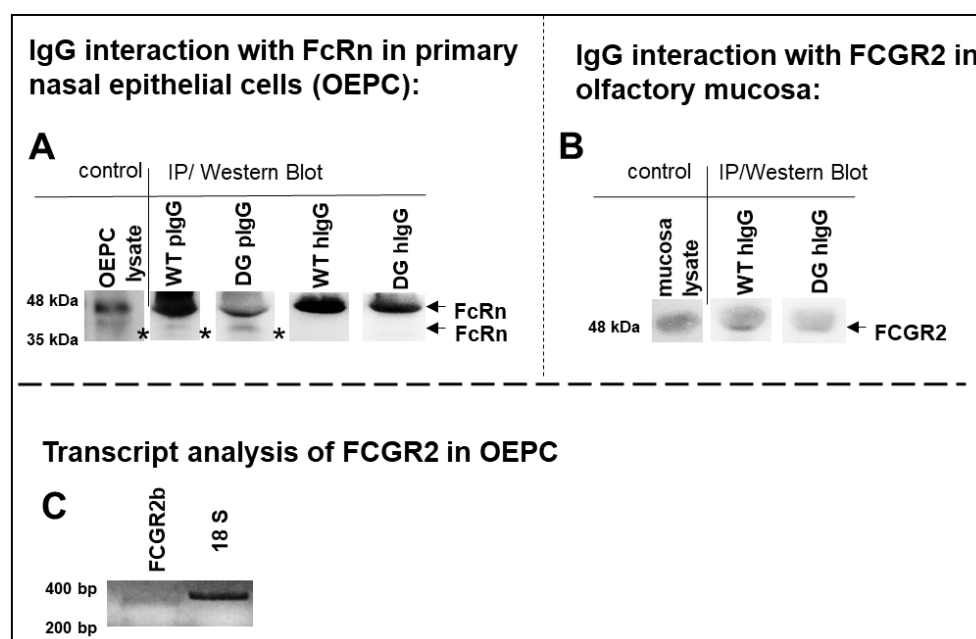 IgG interaction with FcRn in primary
nasal epithelial cells (OEPC):
A
control
IP/ Western Blot
OEPC
lysate
WT pIgG
DG pIgG
WT hIgG
DG hIgG
48 kDa
35 kDa
*
*
*
FcRn
FcRn
IgG interaction with FCGR2 in
olfactory mucosa:
B
control
IP/Western Blot
mucosa
lysate
WT hIgG
DG hIgG
48 kDa
FCGR2
Transcript analysis of FCGR2 in OEPC
C
FCGR2b
18 S
400 bp
200 bp